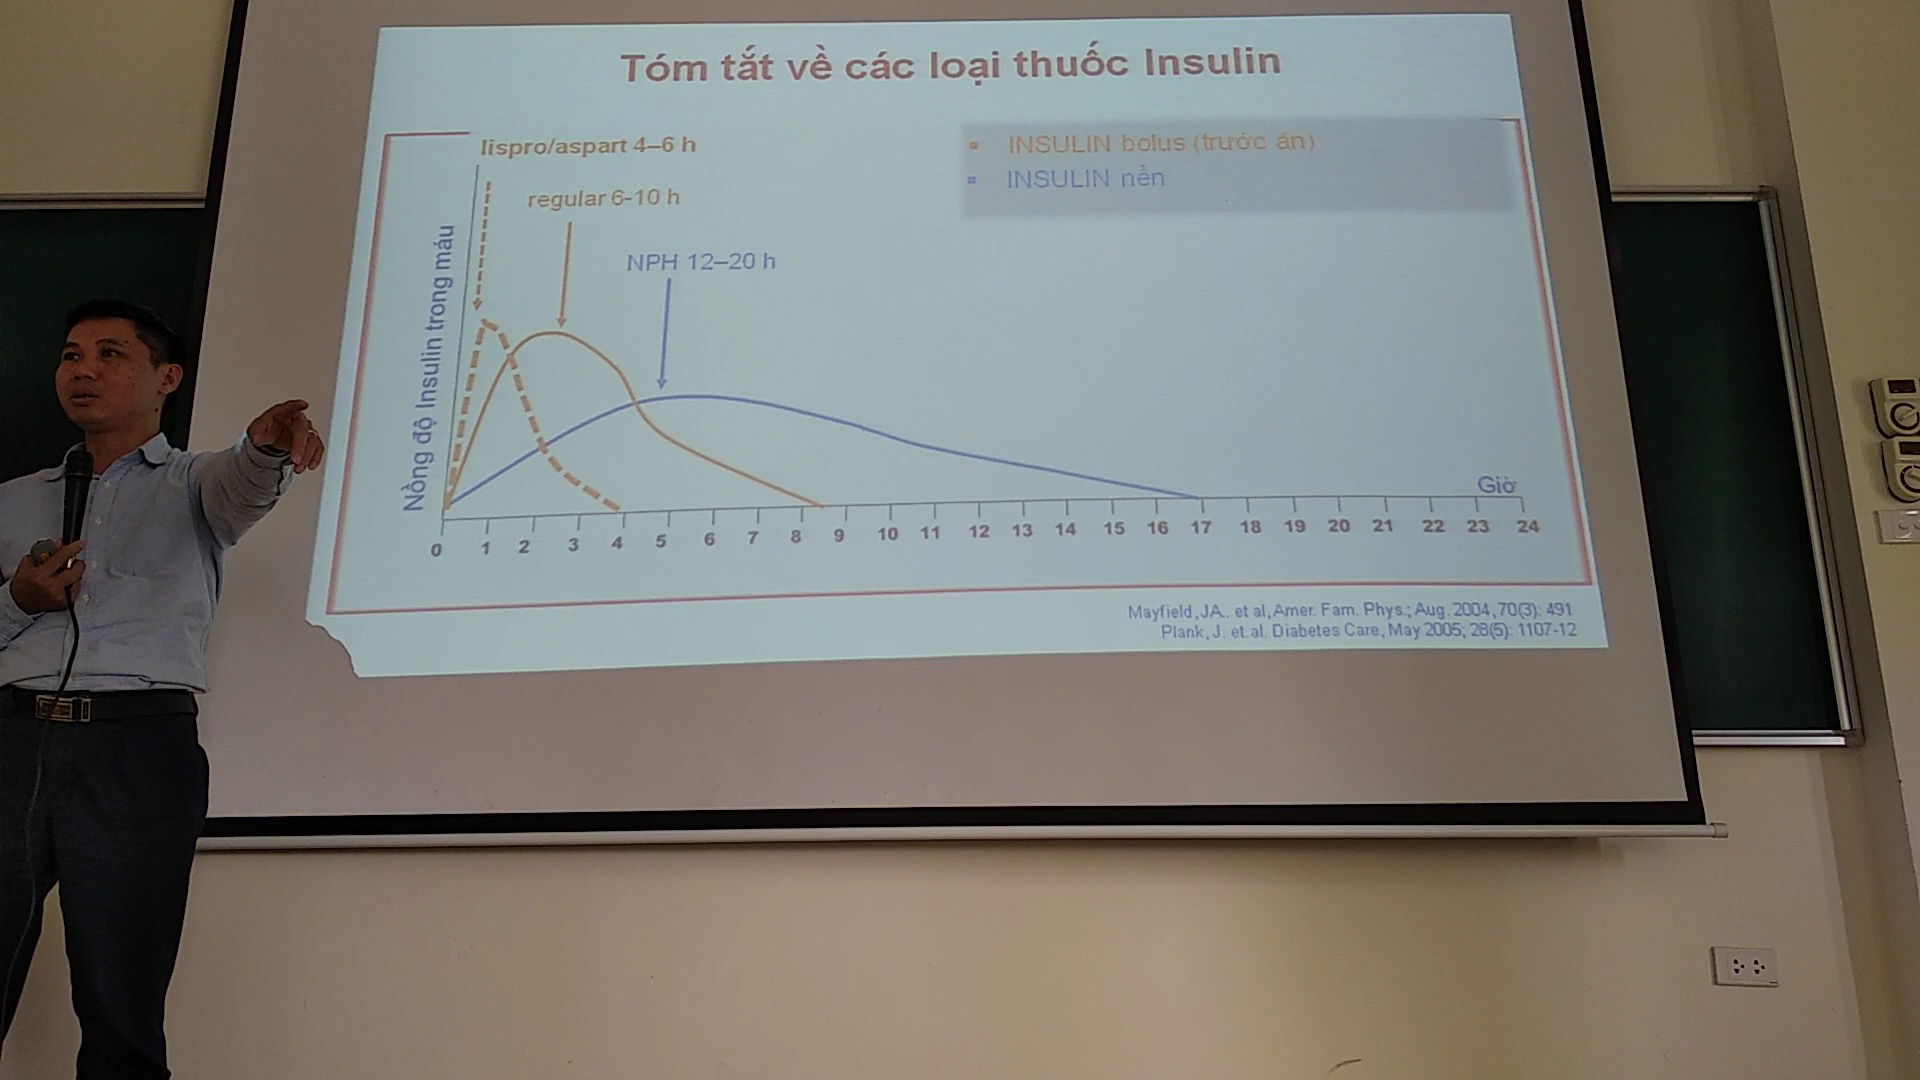 Tóm tắt về các loại thuốc Insulin
lispro/aspart 4–6 h
regular 6-10 h
NPH 12–20 h
INSULIN bolus (trước ăn)
INSULIN nền
Nồng độ Insulin trong máu
Giờ
0 1 2 3 4 5 6 7 8 9 10 11 12 13 14 15 16 17 18 19 20 21 22 23 24
Mayfield, JA.. et al, Amer. Fam. Phys.; Aug. 2004, 70(3): 491
Plank, J. et.al. Diabetes Care, May 2005; 28(5): 1107-12